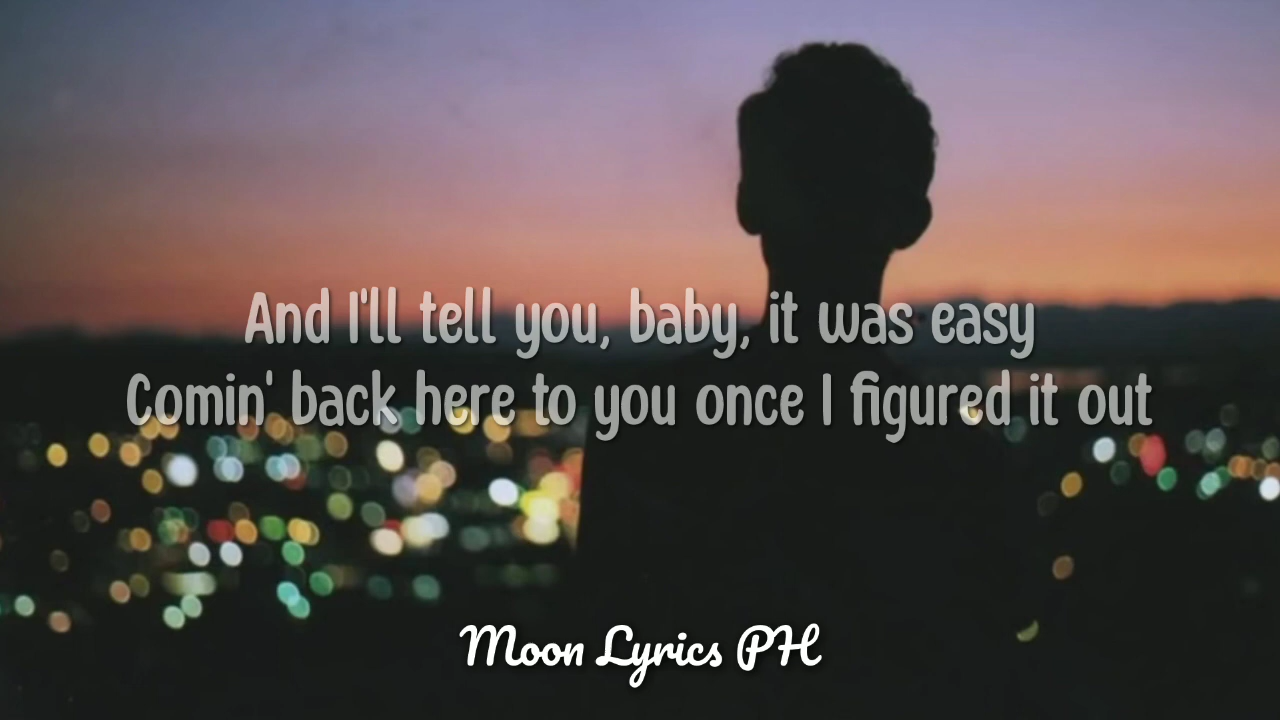 And I'll tell you, baby, it was easy
Comin' back here to you once I figured it out
Moon Lyrics PH